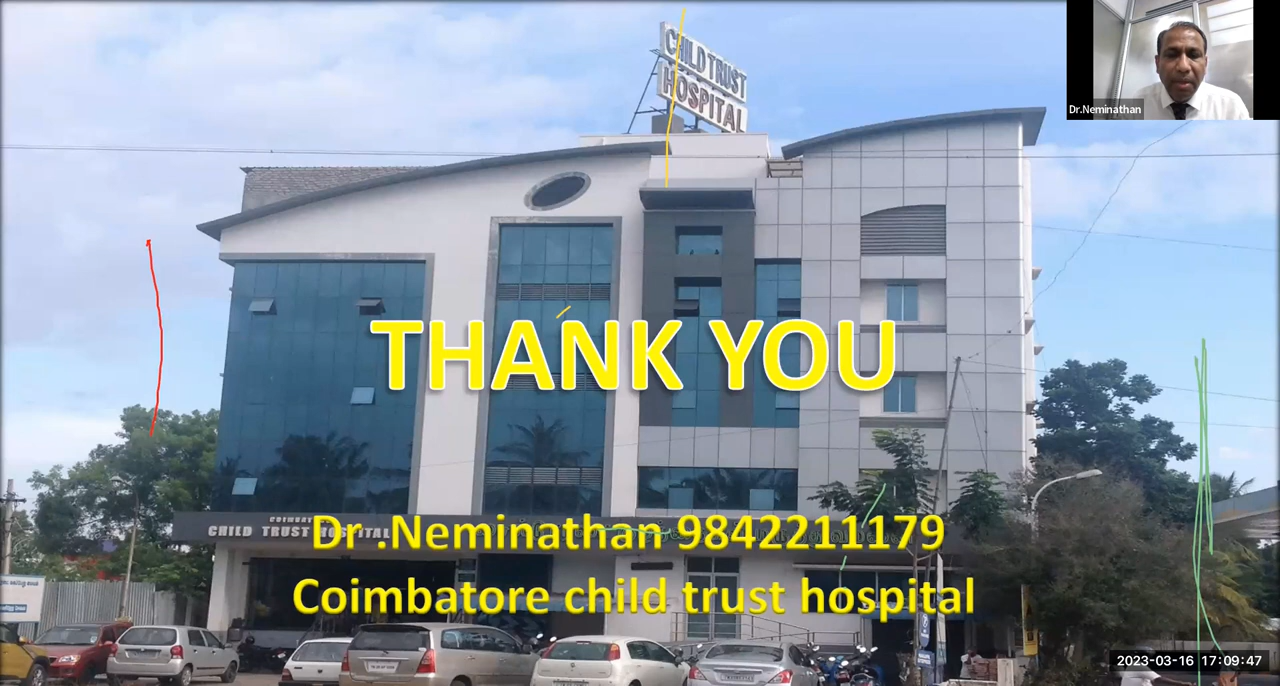 CHILD TRUST
HOSPITAL
Dr.Neminathan
THANK YOU
CHILD TRUST HOSPITAL
Dr .Neminathan 9842211179
Coimbatore child trust hospital
2023-03-16 17:09:47